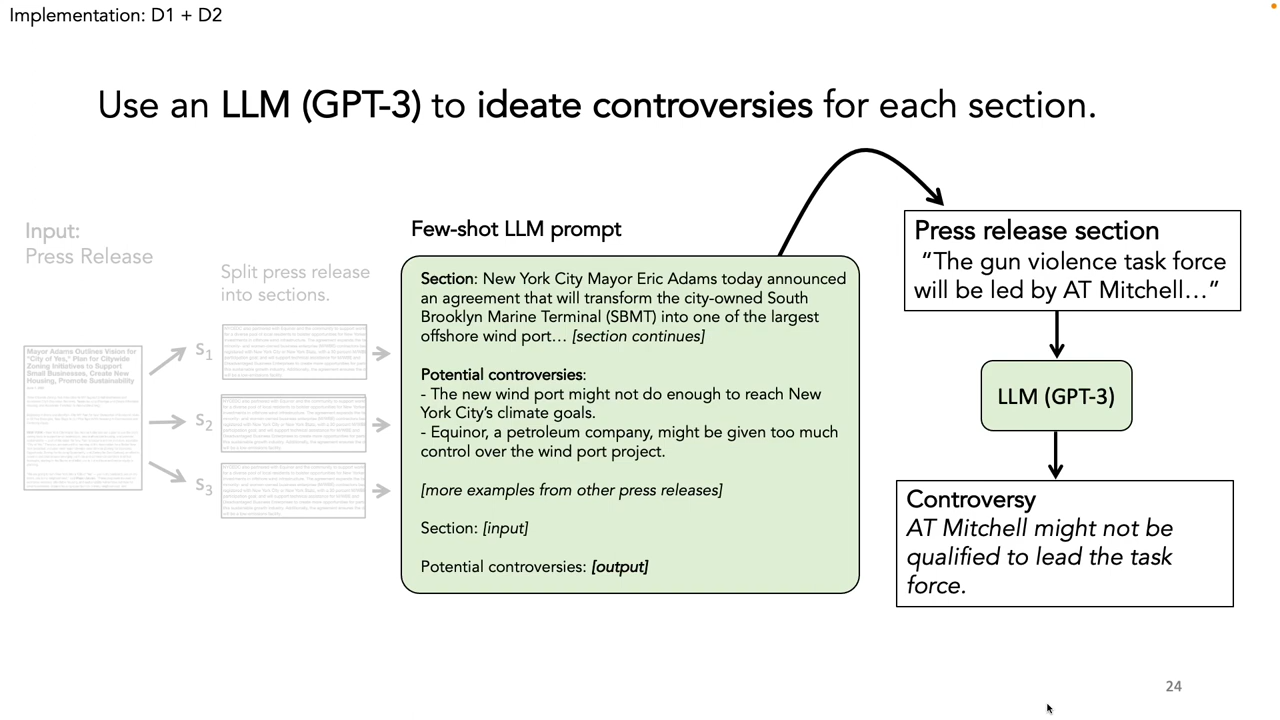 Implementation: D1 + D2
Use an LLM (GPT-3) to ideate controversies for each section.
Input:
Press Release
Mayor Adams Outlines Vision for
"City of Yes," Plan for Citywide
Zoning Initiatives to Support
Small Businesses, Create New
Housing, Promote Sustainability
Split press release
into sections.
S1
S2
S3
Few-shot LLM prompt
Section: New York City Mayor Eric Adams today announced
an agreement that will transform the city-owned South
Brooklyn Marine Terminal (SBMT) into one of the largest
offshore wind port… [section continues]
Potential controversies:
- The new wind port might not do enough to reach New
York City’s climate goals.
- Equinor, a petroleum company, might be given too much
control over the wind port project.
[more examples from other press releases]
Section: [input]
Potential controversies: [output]
Press release section
“The gun violence task force
will be led by AT Mitchell…”
LLM (GPT-3)
Controversy
AT Mitchell might not be
qualified to lead the task
force.
24